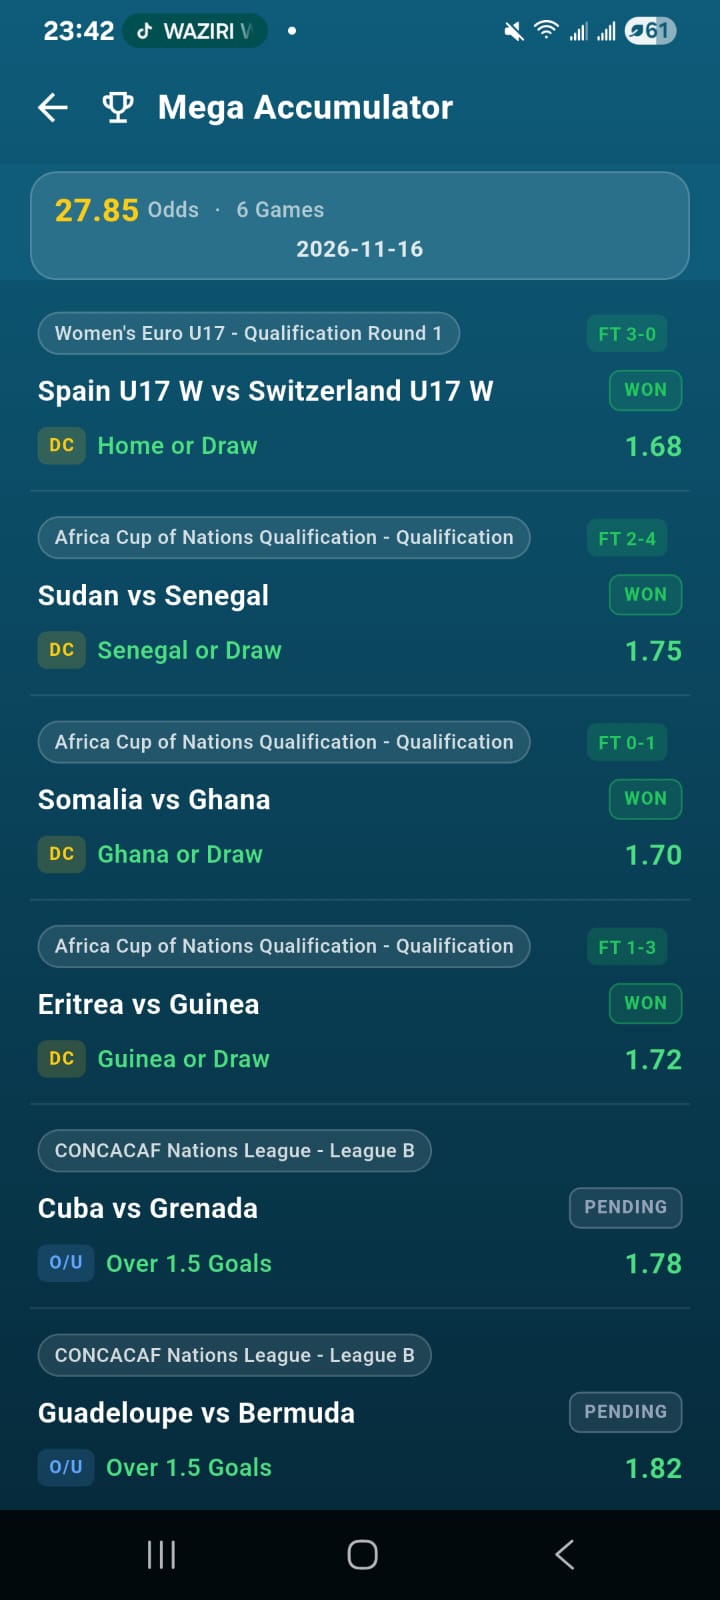 23:42 WAZIRI 61
Mega Accumulator
27.85 Odds · 6 Games
2026-11-16
Women's Euro U17 - Qualification Round 1 FT 3-0
Spain U17 W vs Switzerland U17 W WON
DC Home or Draw 1.68
Africa Cup of Nations Qualification - Qualification FT 2-4
Sudan vs Senegal WON
DC Senegal or Draw 1.75
Africa Cup of Nations Qualification - Qualification FT 0-1
Somalia vs Ghana WON
DC Ghana or Draw 1.70
Africa Cup of Nations Qualification - Qualification FT 1-3
Eritrea vs Guinea WON
DC Guinea or Draw 1.72
CONCACAF Nations League - League B
Cuba vs Grenada PENDING
O/U Over 1.5 Goals 1.78
CONCACAF Nations League - League B
Guadeloupe vs Bermuda PENDING
O/U Over 1.5 Goals 1.82